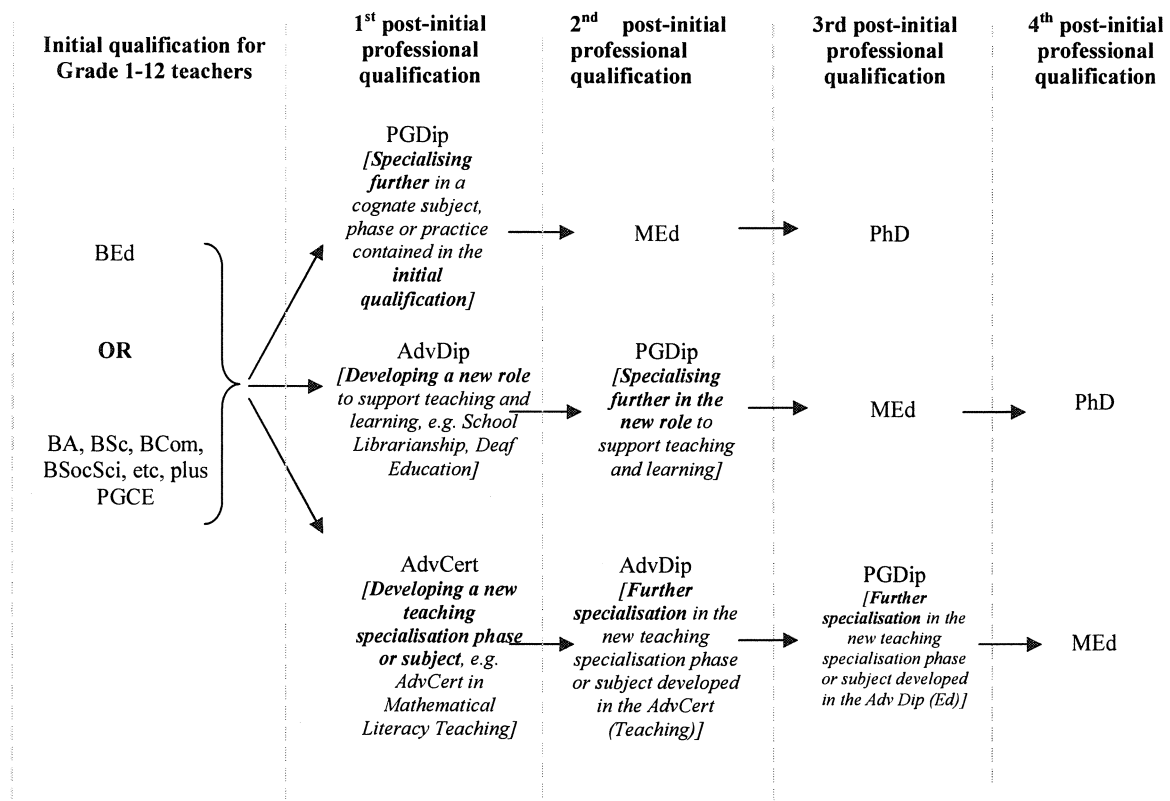 Initial qualification for
Grade 1-12 teachers
1st post-initial
professional
qualification
2nd post-initial
professional
qualification
3rd post-initial
professional
qualification
4th post-initial
professional
qualification
BEd
OR
BA, BSc, BCom,
BSocSci, etc, plus
PGCE
PGDip
[Specialising
further in a
cognate subject,
phase or practice
contained in the
initial
qualification]
MEd
PhD
AdvDip
[Developing a new role
to support teaching and
learning, e.g. School
Librarianship, Deaf
Education]
PGDip
[Specialising
further in the
new role to
support teaching
and learning]
MEd
PhD
AdvCert
[Developing a new
teaching
specialisation phase
or subject, e.g.
AdvCert in
Mathematical
Literacy Teaching]
AdvDip
[Further
specialisation in the
new teaching
specialisation phase
or subject developed
in the AdvCert
(Teaching)]
PGDip
[Further
specialisation in the
new teaching
specialisation phase
or subject developed
in the Adv Dip (Ed)]
MEd